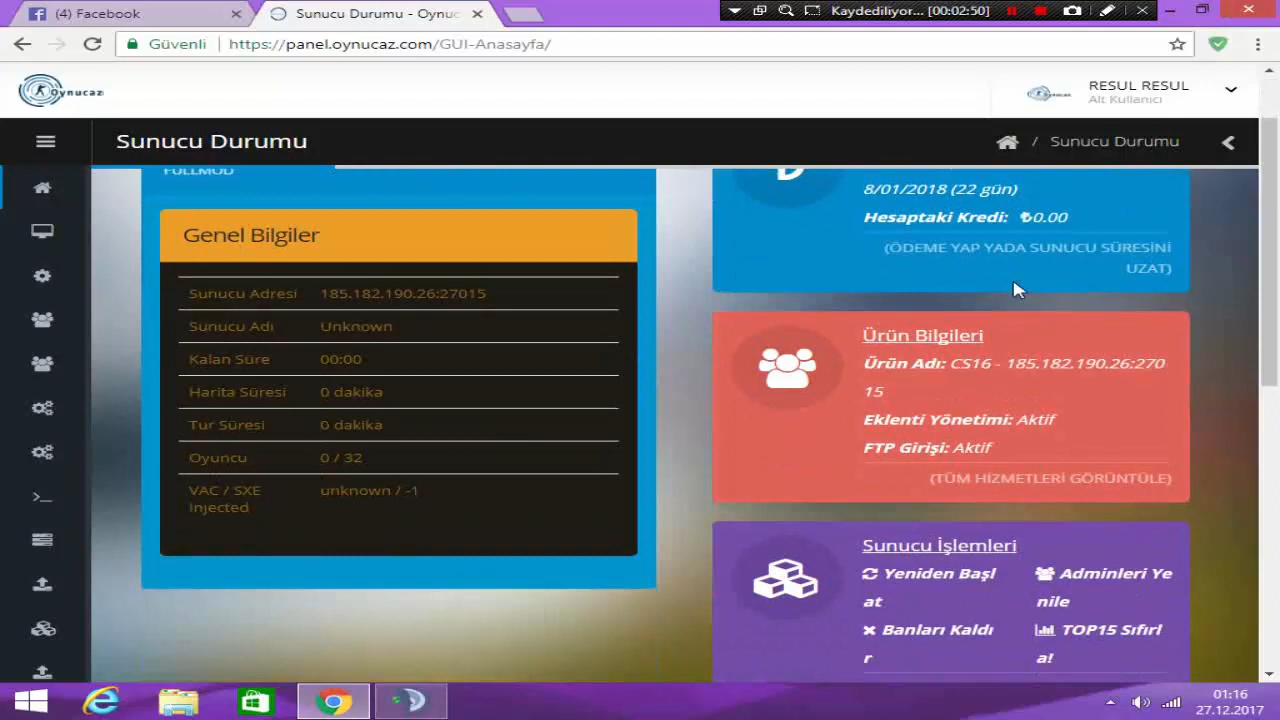 (4) Facebook
Sunucu Durumu - Oynuc
Kaydediliyor... [00:02:50]
Güvenli
https://panel.oynucaz.com/GUI-Anasayfa/
Oynucaz
RESUL RESUL
Alt Kullanıcı
Sunucu Durumu
/ Sunucu Durumu
FULLMOD
Genel Bilgiler
Sunucu Adresi 185.182.190.26:27015
Sunucu Adı Unknown
Kalan Süre 00:00
Harita Süresi 0 dakika
Tur Süresi 0 dakika
Oyuncu 0 / 32
VAC / SXE unknown / -1
Injected
8/01/2018 (22 gün)
Hesaptaki Kredi: ₺0.00
(ÖDEME YAP YADA SUNUCU SÜRESİNİ
UZAT)
Ürün Bilgileri
Ürün Adı: CS16 - 185.182.190.26:270
15
Eklenti Yönetimi: Aktif
FTP Girişi: Aktif
(TÜM HİZMETLERİ GÖRÜNTÜLE)
Sunucu İşlemleri
Yeniden Başl
at
Adminleri Ye
nile
Banları Kaldı
r
TOP15 Sıfırl
a!
01:16
27.12.2017